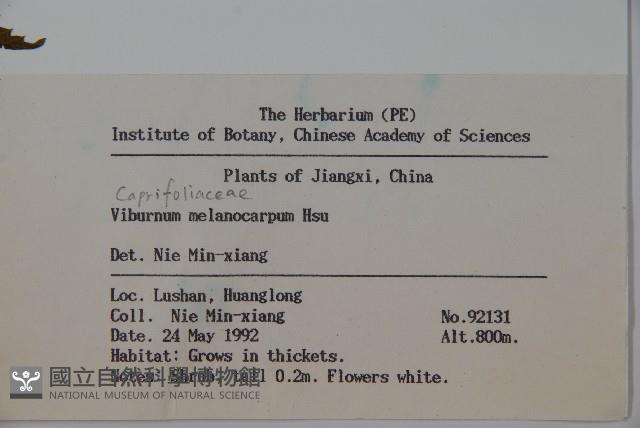 The Herbarium (PE)
Institute of Botany, Chinese Academy of Sciences
Plants of Jiangxi, China
Caprifoliaceae
Viburnum melanocarpum Hsu
Det. Nie Min-xiang
Loc. Lushan, Huanglong
Coll. Nie Min-xiang No.92131
Date. 24 May 1992 Alt.800m.
Habitat: Grows in thickets.
Notes. Shrub, tall 0.2m. Flowers white.
國立自然科學博物館
NATIONAL MUSEUM OF NATURAL SCIENCE